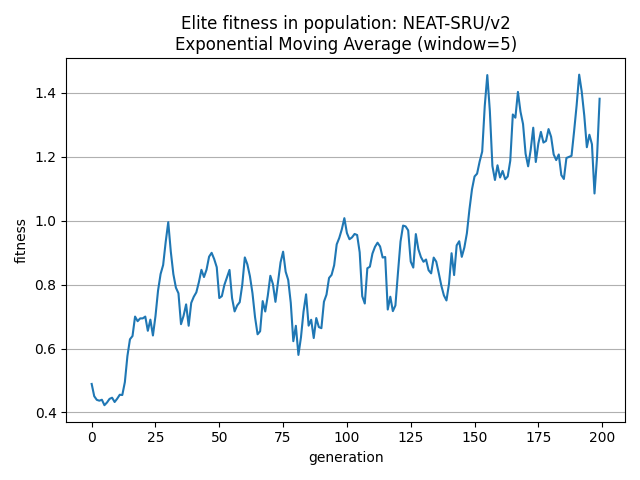 Elite fitness in population: NEAT-SRU/v2
Exponential Moving Average (window=5)
fitness
1.4
1.2
1.0
0.8
0.6
0.4
0 25 50 75 100 125 150 175 200
generation